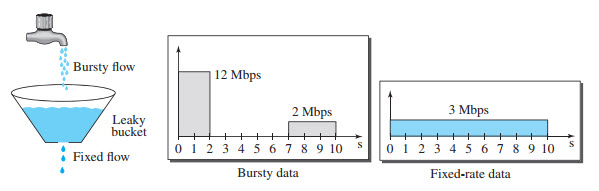 Bursty flow
Leaky
bucket
Fixed flow
12 Mbps
2 Mbps
0 1 2 3 4 5 6 7 8 9 10 s
Bursty data
3 Mbps
0 1 2 3 4 5 6 7 8 9 10 s
Fixed-rate data